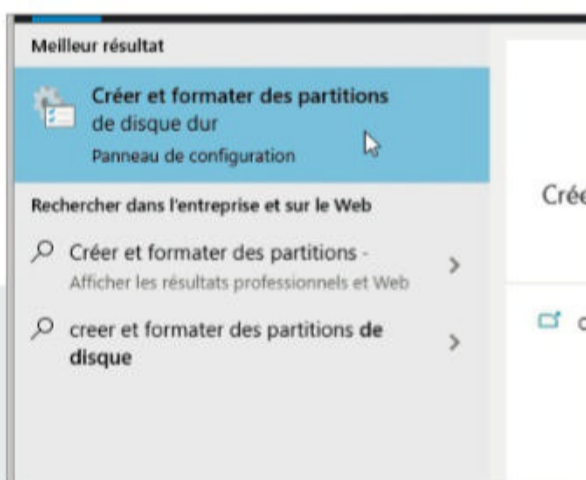 Meilleur résultat
Créer et formater des partitions
de disque dur
Panneau de configuration
Rechercher dans l'entreprise et sur le Web
Créer et formater des partitions -
Afficher les résultats professionnels et Web
creer et formater des partitions de
disque
Crée